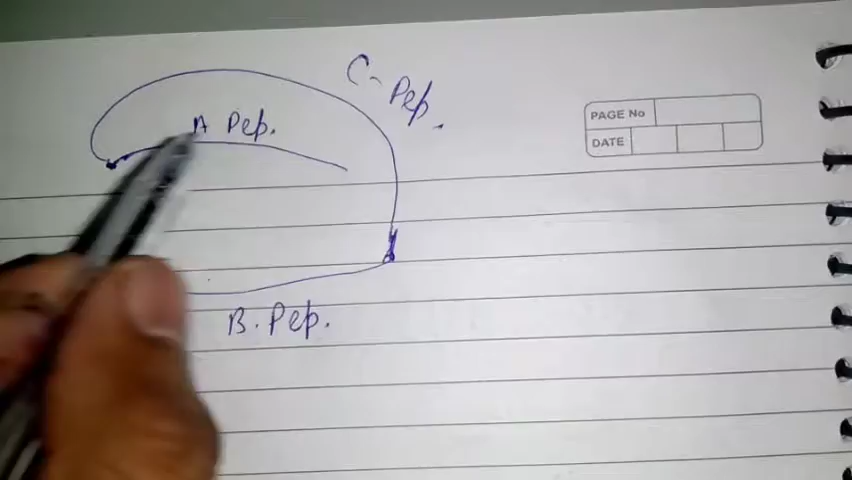 C- Pep.
A Pep.
PAGE No
DATE
B. Pep.